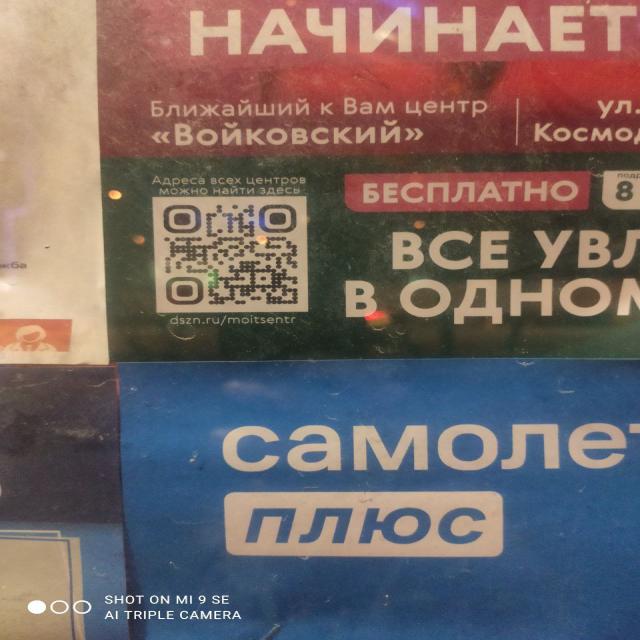 НАЧИНАЕТ
Ближайший к Вам центр
«Войковский»
ул.
Космод
Адреса всех центров
можно найти здесь
dszn.ru/moitsentr
БЕСПЛАТНО
8
ВСЕ УВЛ
В ОДНОМ
жба
самолет
плюс
SHOT ON MI 9 SE
AI TRIPLE CAMERA